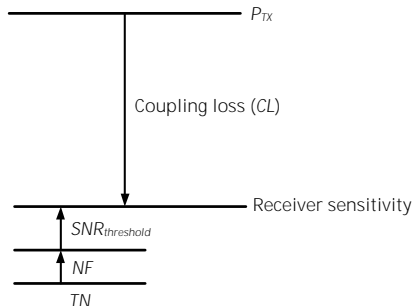 P_TX
Coupling loss (CL)
Receiver sensitivity
SNR_threshold
NF
TN